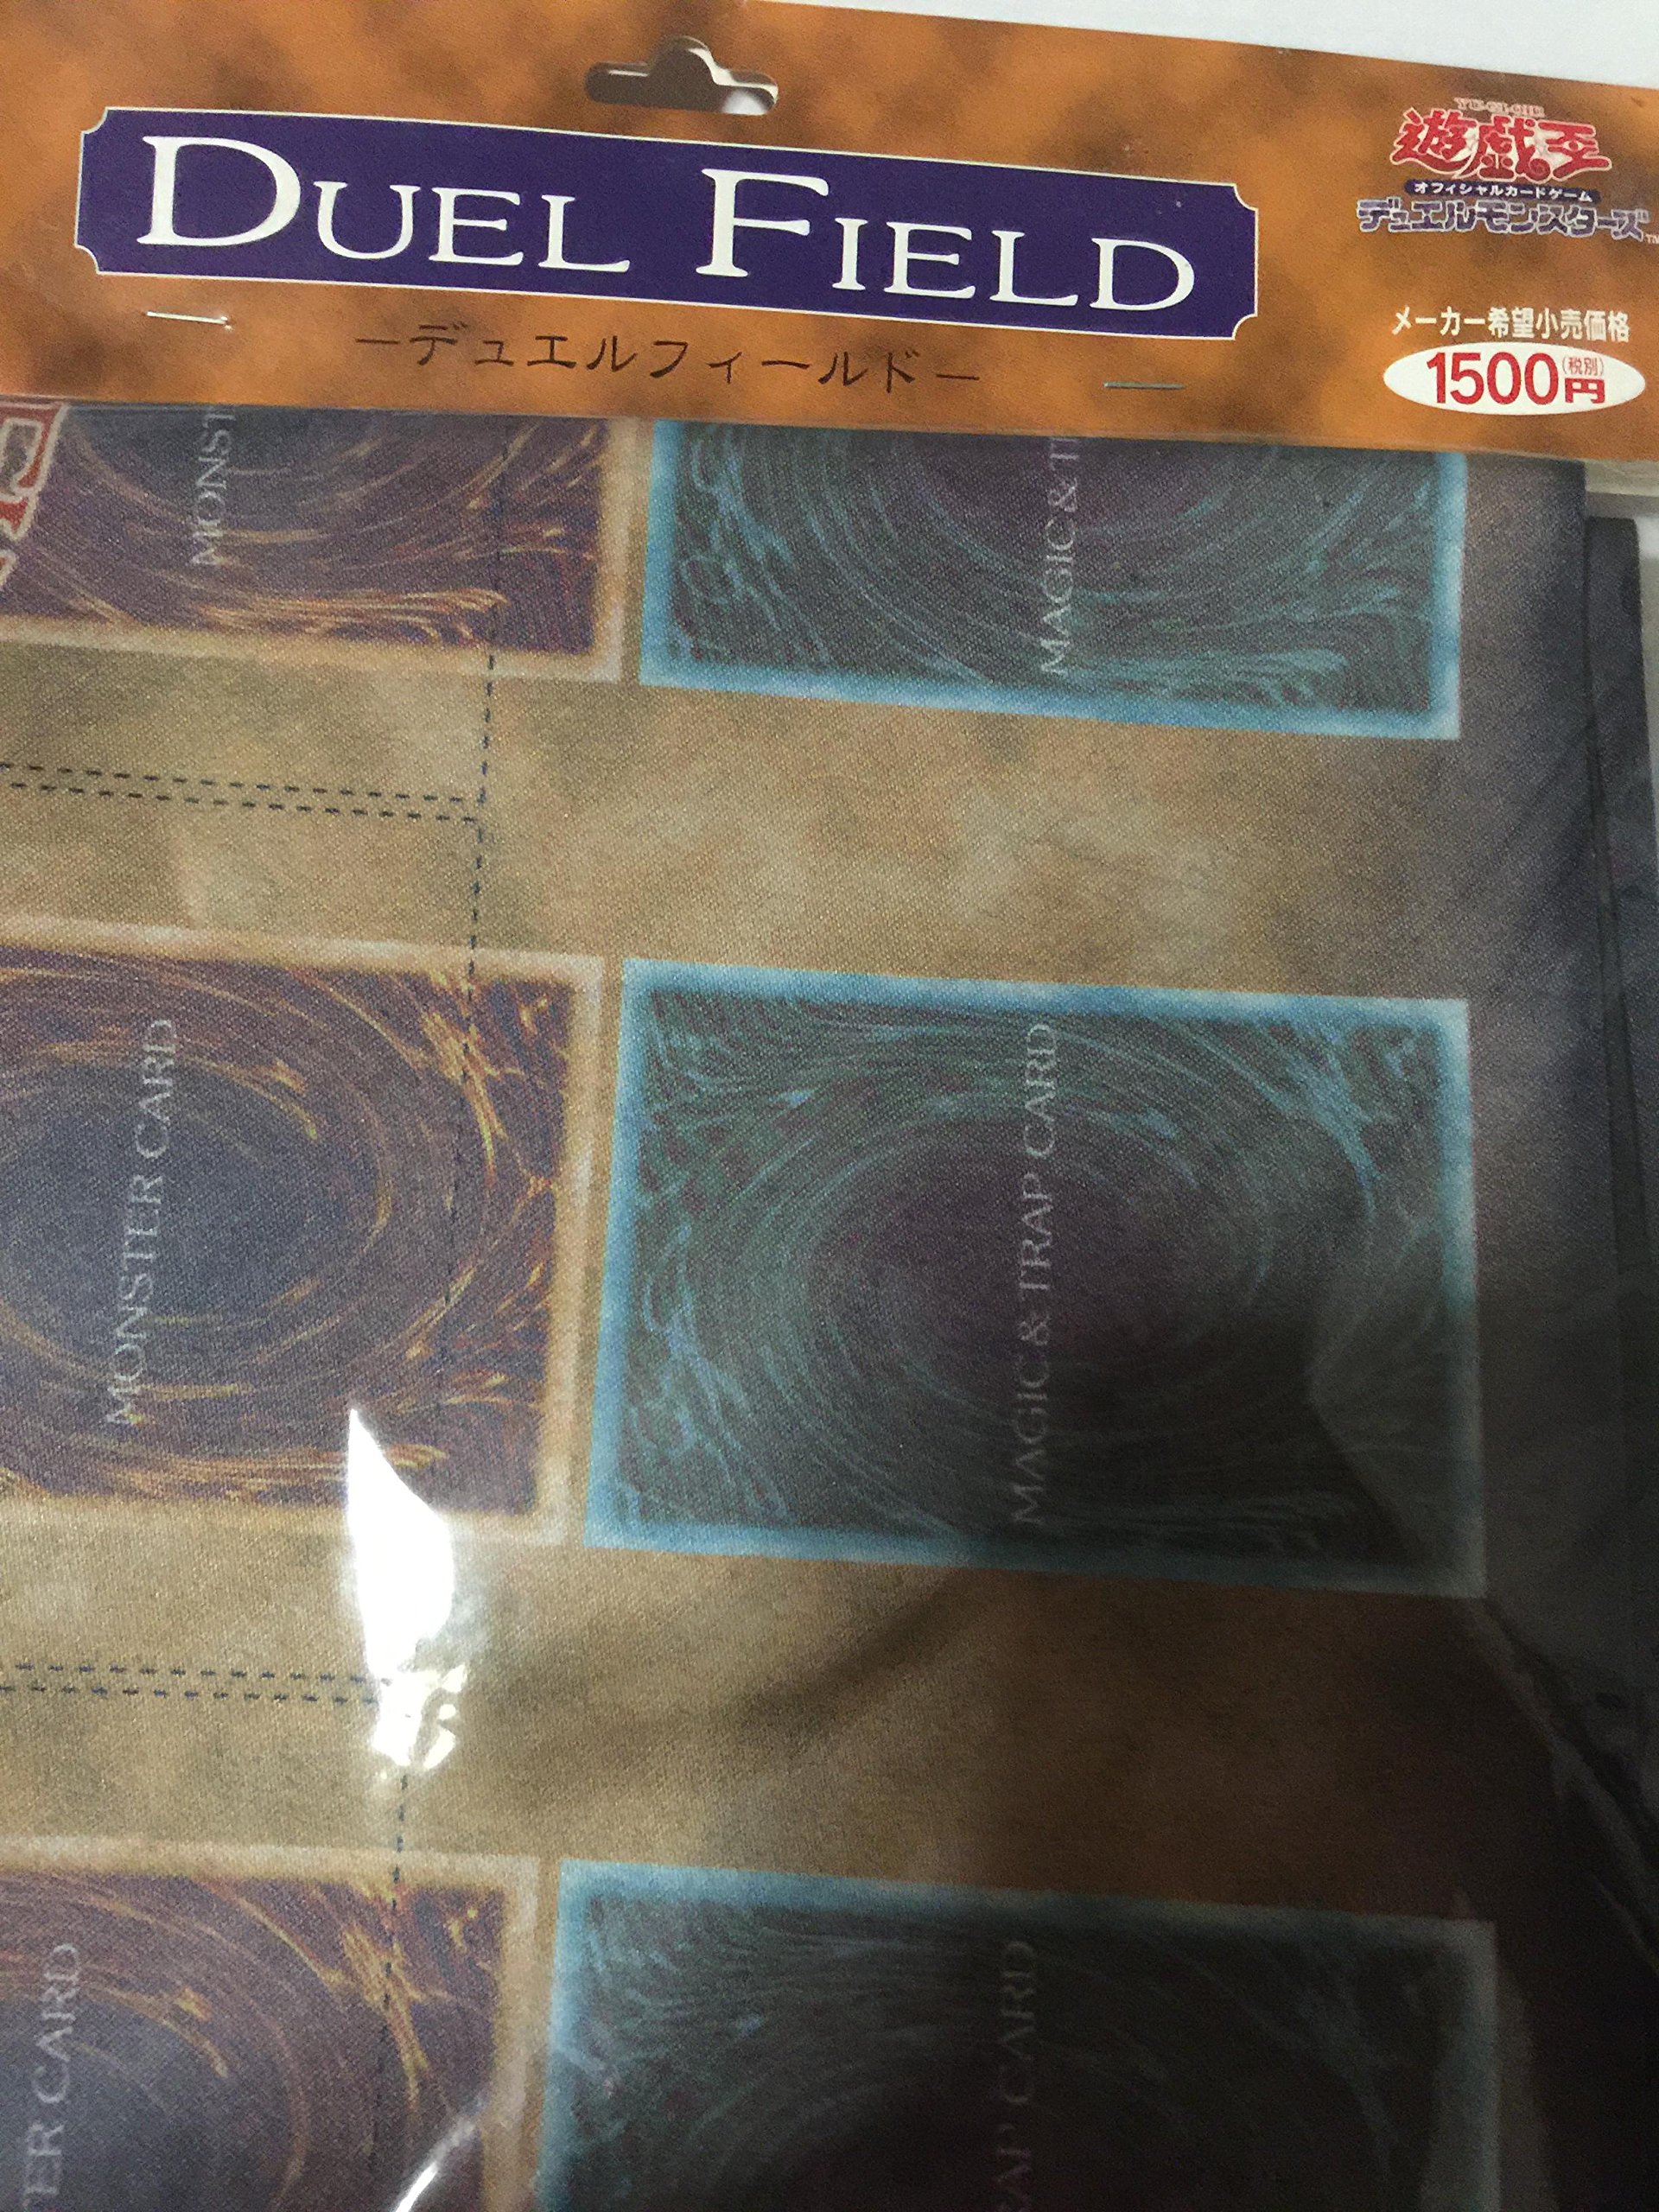 DUEL FIELD
—デュエルフィールド—
YU-GI-OH
遊戯王
オフィシャルカードゲーム
デュエルモンスターズ™
メーカー希望小売価格
1500円(税別)
MONST
MAGIC & T
MONSTER CARD
MAGIC & TRAP CARD
TER CARD
RAP CARD